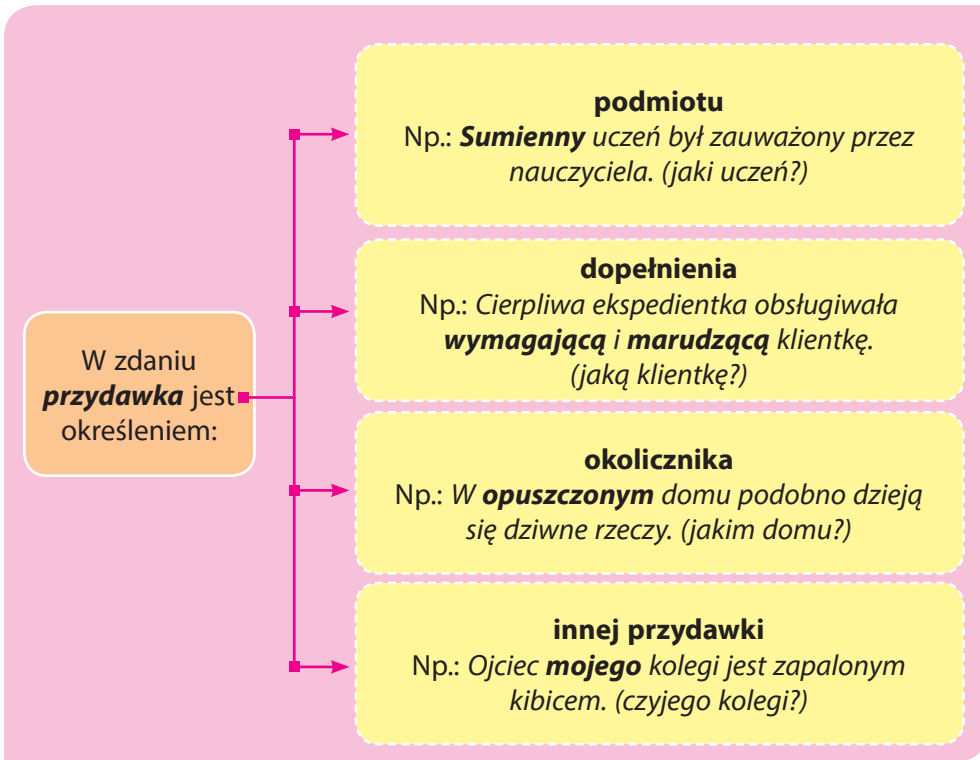 W zdaniu
przydawka jest
określeniem:
podmiotu
Np.: Sumienny uczeń był zauważony przez
nauczyciela. (jaki uczeń?)
dopełnienia
Np.: Cierpliwa ekspedientka obsługiwała
wymagającą i marudzącą klientkę.
(jaką klientkę?)
okolicznika
Np.: W opuszczonym domu podobno dzieją
się dziwne rzeczy. (jakim domu?)
innej przydawki
Np.: Ojciec mojego kolegi jest zapalonym
kibicem. (czyjego kolegi?)